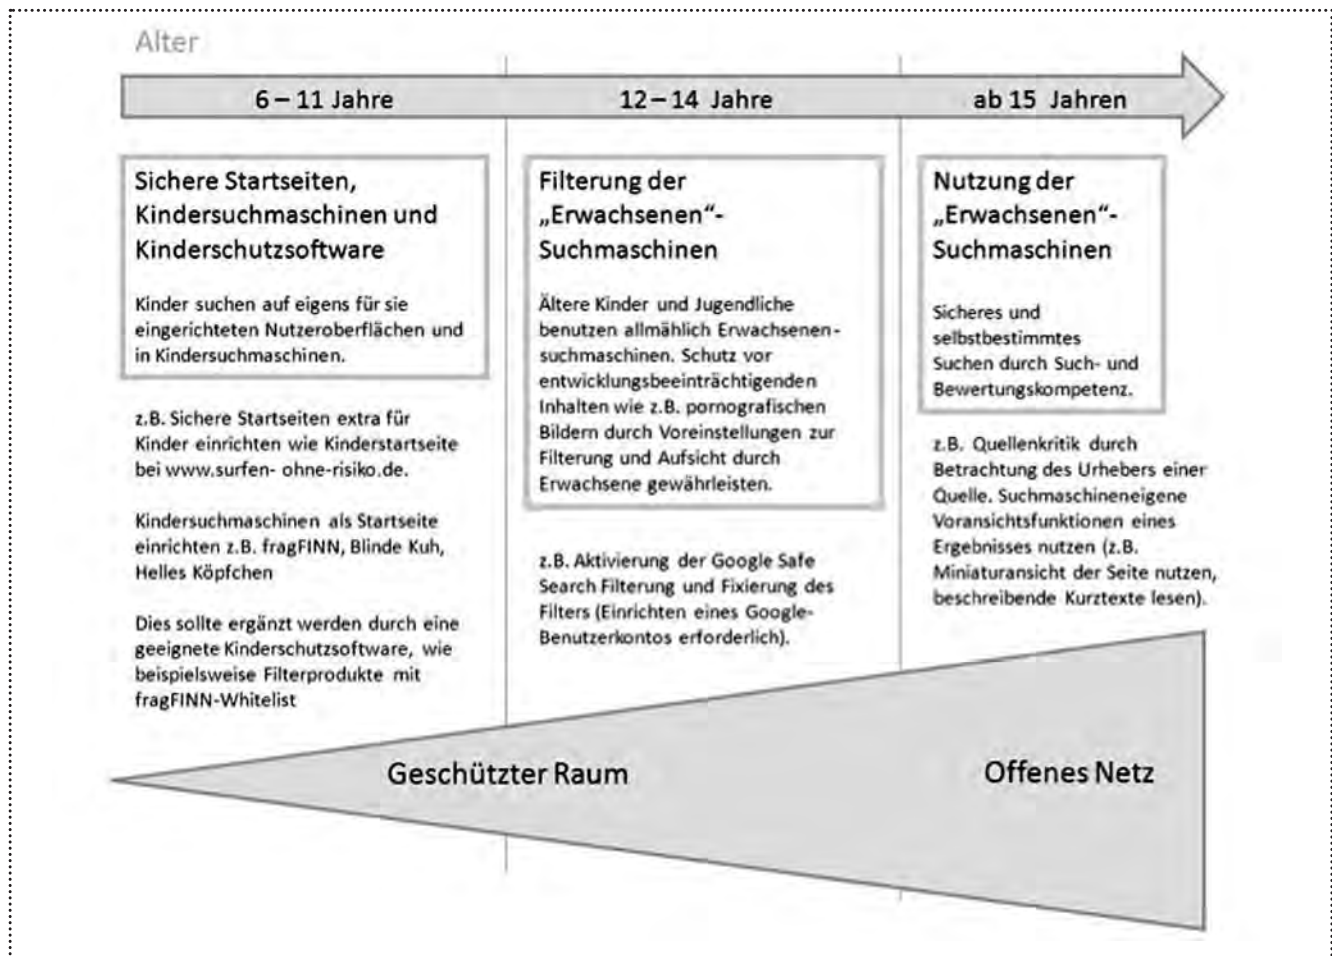 Alter
6 – 11 Jahre
12 – 14 Jahre
ab 15 Jahren
Sichere Startseiten,
Kindersuchmaschinen und
Kinderschutzsoftware
Kinder suchen auf eigens für sie
eingerichteten Nutzeroberflächen und
in Kindersuchmaschinen.
z.B. Sichere Startseiten extra für
Kinder einrichten wie Kinderstartseite
bei www.surfen- ohne-risiko.de.
Kindersuchmaschinen als Startseite
einrichten z.B. fragFINN, Blinde Kuh,
Helles Köpfchen
Dies sollte ergänzt werden durch eine
geeignete Kinderschutzsoftware, wie
beispielsweise Filterprodukte mit
fragFINN-Whitelist
Filterung der
„Erwachsenen“-
Suchmaschinen
Ältere Kinder und Jugendliche
benutzen allmählich Erwachsenen-
suchmaschinen. Schutz vor
entwicklungsbeeinträchtigenden
Inhalten wie z.B. pornografischen
Bildern durch Voreinstellungen zur
Filterung und Aufsicht durch
Erwachsene gewährleisten.
z.B. Aktivierung der Google Safe
Search Filterung und Fixierung des
Filters (Einrichten eines Google-
Benutzerkontos erforderlich).
Nutzung der
„Erwachsenen“-
Suchmaschinen
Sicheres und
selbstbestimmtes
Suchen durch Such- und
Bewertungskompetenz.
z.B. Quellenkritik durch
Betrachtung des Urhebers einer
Quelle. Suchmaschineneigene
Voransichtsfunktionen eines
Ergebnisses nutzen (z.B.
Miniaturansicht der Seite nutzen,
beschreibende Kurztexte lesen).
Geschützter Raum
Offenes Netz